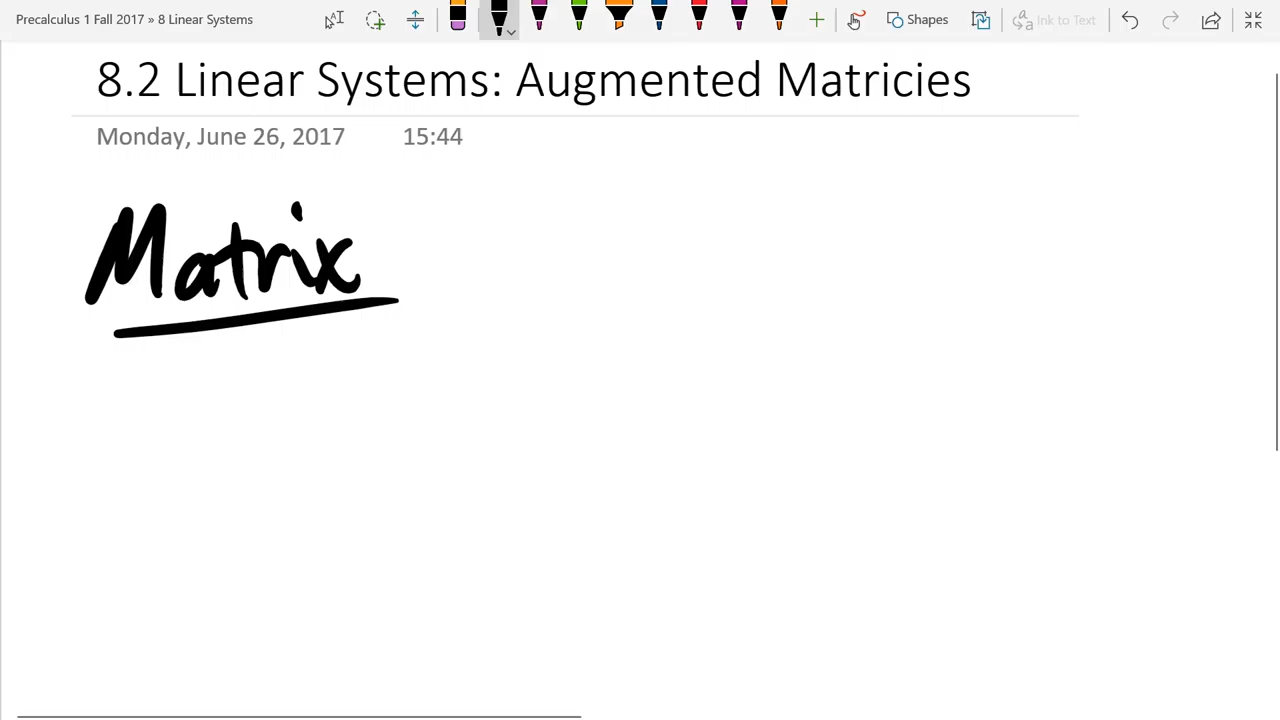 Precalculus 1 Fall 2017 » 8 Linear Systems
Shapes
Ink to Text
8.2 Linear Systems: Augmented Matricies
Monday, June 26, 2017 15:44
Matrix